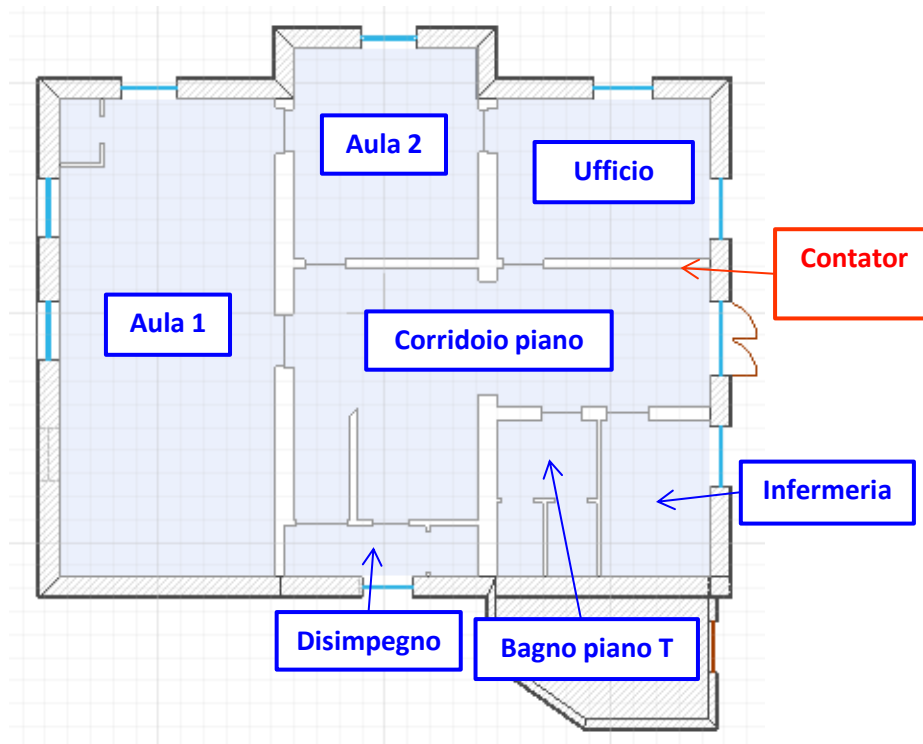 Aula 2
Ufficio
Contator
Aula 1
Corridoio piano
Infermeria
Disimpegno
Bagno piano T